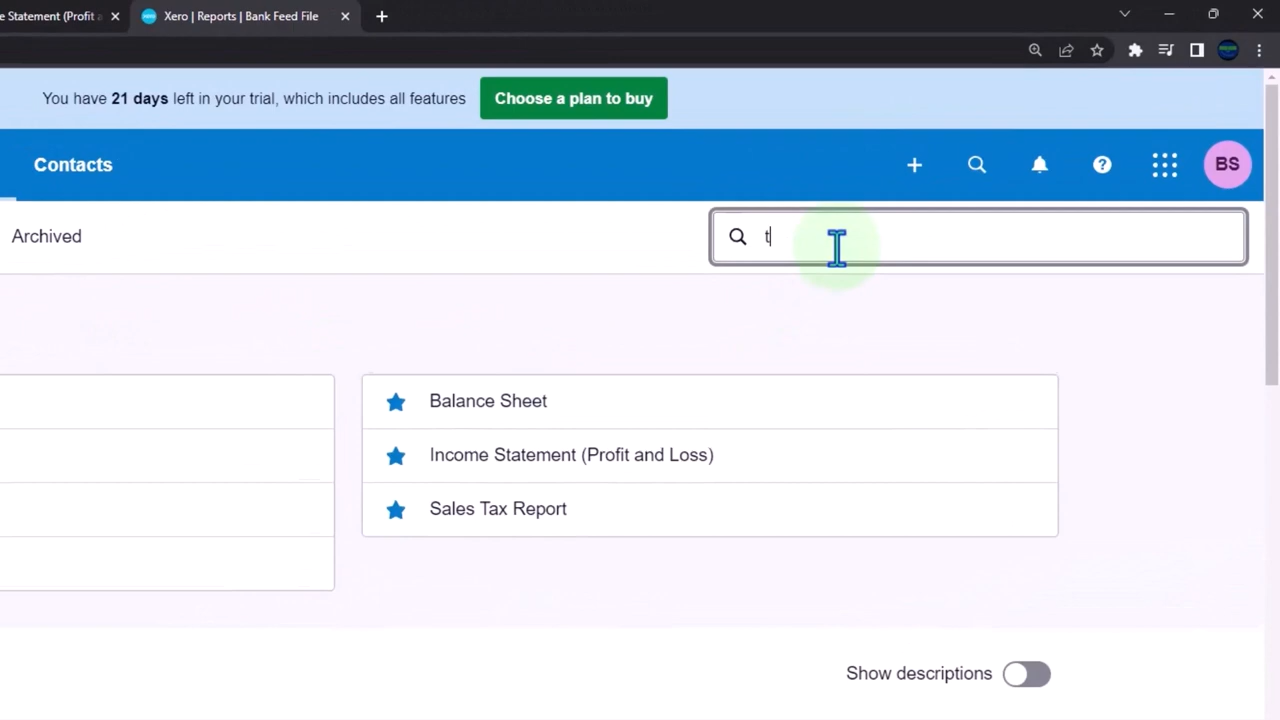 e Statement (Profit a
Xero | Reports | Bank Feed File
You have 21 days left in your trial, which includes all features
Choose a plan to buy
Contacts
BS
Archived
t
Balance Sheet
Income Statement (Profit and Loss)
Sales Tax Report
Show descriptions